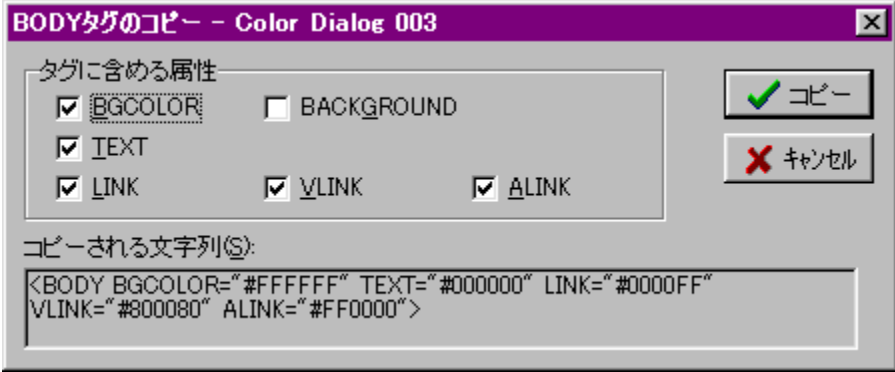 BODYタグのコピー - Color Dialog 003
タグに含める属性
BGCOLOR BACKGROUND
TEXT
LINK VLINK ALINK
コピー
キャンセル
コピーされる文字列(S):
<BODY BGCOLOR="#FFFFFF" TEXT="#000000" LINK="#0000FF"
VLINK="#800080" ALINK="#FF0000">